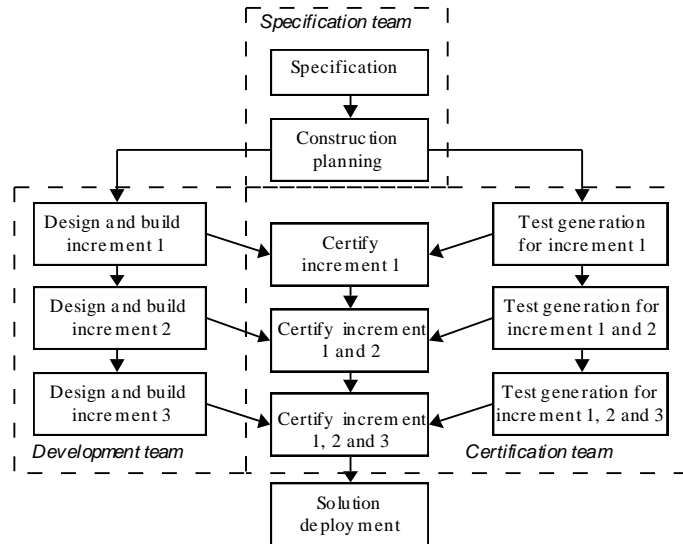 Specification team
Specification
Construction
planning
Design and build
increment 1
Certify
increment 1
Test generation
for increment 1
Design and build
increment 2
Certify increment
1 and 2
Test generation for
increment 1 and 2
Design and build
increment 3
Certify increment
1, 2 and 3
Test generation for
increment 1, 2 and 3
Development team
Certification team
Solution
deployment